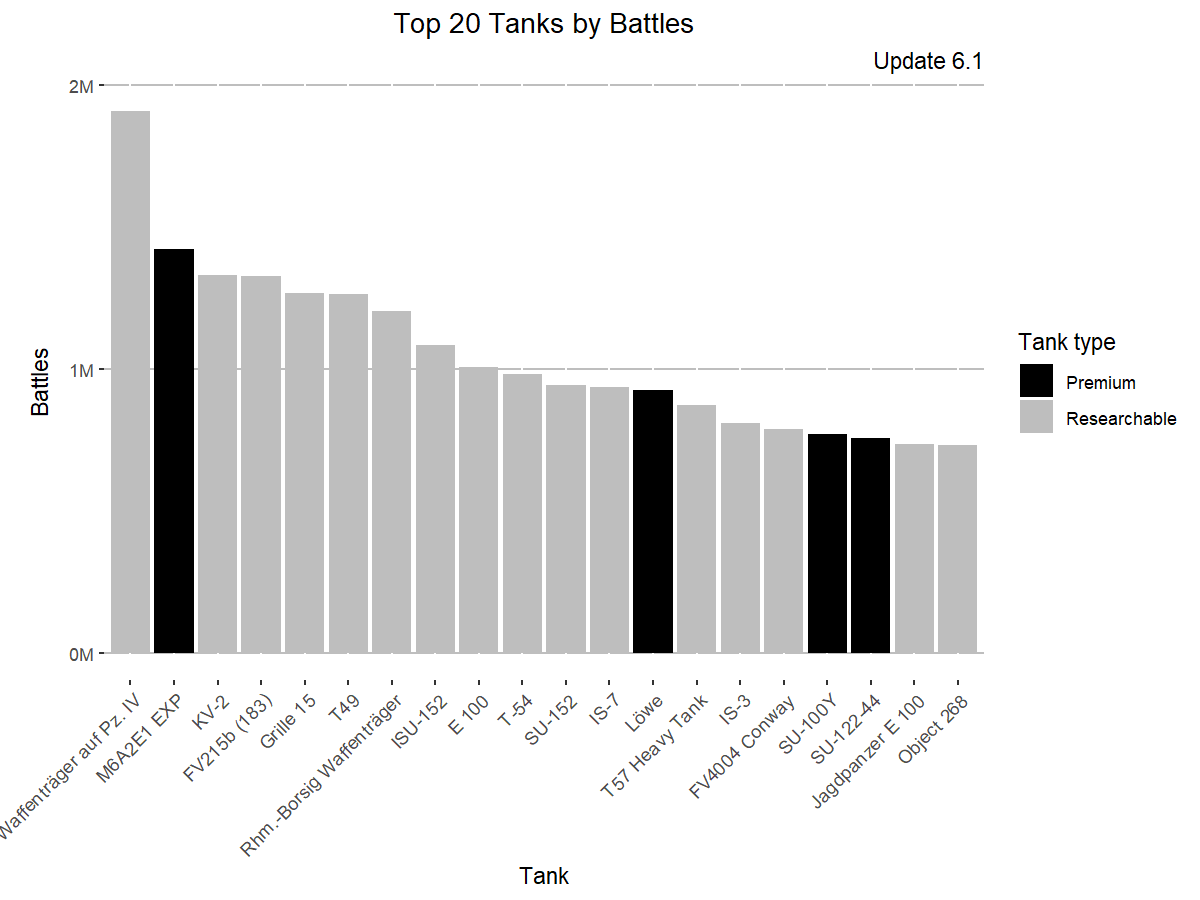 Top 20 Tanks by Battles
Update 6.1
2M
1M
0M
Battles
Waffenträger auf Pz. IV
M6A2E1 EXP
KV-2
FV215b (183)
Grille 15
T49
Rhm.-Borsig Waffenträger
ISU-152
E 100
T-54
SU-152
IS-7
Löwe
T57 Heavy Tank
IS-3
FV4004 Conway
SU-100Y
SU-122-44
Jagdpanzer E 100
Object 268
Tank
Tank type
Premium
Researchable